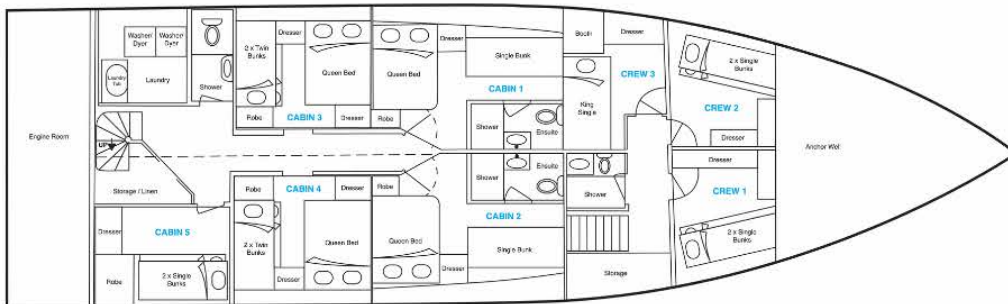 Engine Room
Washer/
Dyer
Washer/
Dyer
Laundry
Tub
Laundry
Shower
UP
Storage / Linen
Dresser
CABIN 5
Robe
2 x Single
Bunks
2 x Twin
Bunks
Dresser
Queen Bed
Robe
CABIN 3
Dresser
Robe
Queen Bed
Dresser
Single Bunk
CABIN 1
Shower
Ensuite
Shower
Ensuite
Robe
CABIN 4
Dresser
Robe
2 x Twin
Bunks
Queen Bed
Dresser
Queen Bed
Dresser
CABIN 2
Single Bunk
Booth
Dresser
CREW 3
King
Single
Shower
Storage
2 x Single
Bunks
CREW 2
Dresser
Dresser
CREW 1
2 x Single
Bunks
Anchor Well